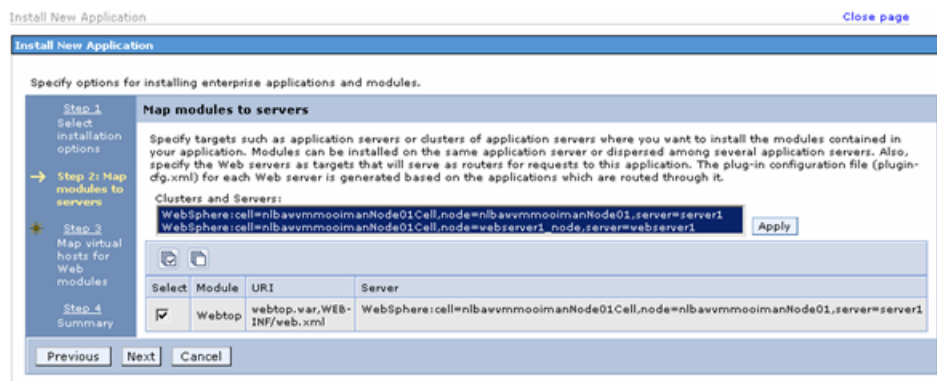 Install New Application
Close page
Install New Application
Specify options for installing enterprise applications and modules.
Step 1
Select
installation
options
Step 2: Map
modules to
servers
Step 3
Map virtual
hosts for
Web
modules
Step 4
Summary
Map modules to servers
Specify targets such as application servers or clusters of application servers where you want to install the modules contained in
your application. Modules can be installed on the same application server or dispersed among several application servers. Also,
specify the Web servers as targets that will serve as routers for requests to this application. The plug-in configuration file (plugin-
cfg.xml) for each Web server is generated based on the applications which are routed through it.
Clusters and Servers:
WebSphere:cell=nlbavvmmooimanNode01Cell,node=nlbavvmmooimanNode01,server=server1
WebSphere:cell=nlbavvmmooimanNode01Cell,node=webserver1_node,server=webserver1
Apply
Select Module URI Server
Webtop webtop.war,WEB- WebSphere:cell=nlbavvmmooimanNode01Cell,node=nlbavvmmooimanNode01,server=server1
INF/web.xml
Previous Next Cancel